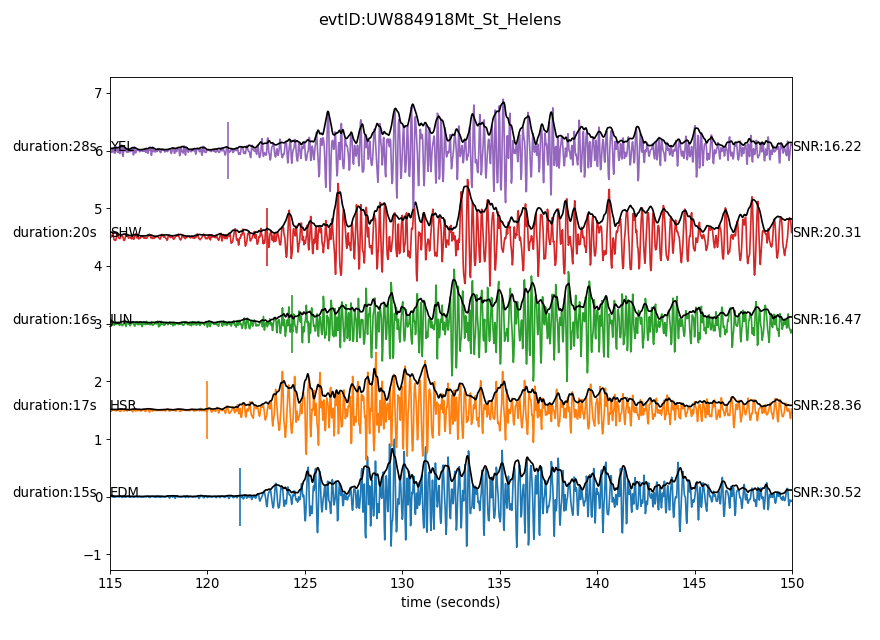 evtID:UW884918Mt_St_Helens
7
duration:28s
6
YEL
SNR:16.22
5
duration:20s
SHW
SNR:20.31
4
duration:16s
3
JUN
SNR:16.47
2
duration:17s
HSR
SNR:28.36
1
duration:15s
0
EDM
SNR:30.52
−1
115 120 125 130 135 140 145 150
time (seconds)